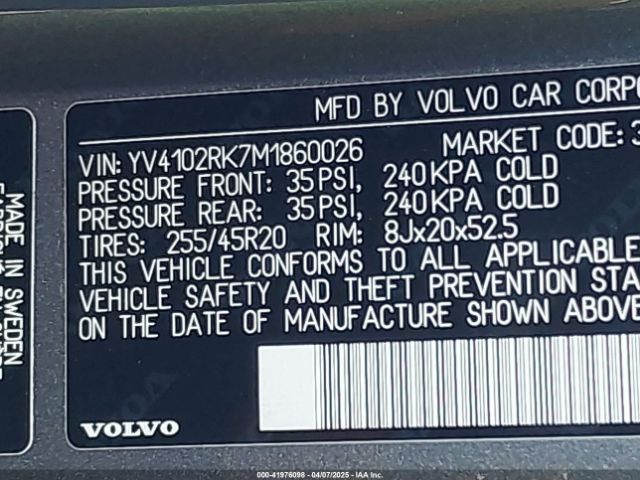 MFD BY VOLVO CAR CORPO
VIN: YV4102RK7M1860026 MARKET CODE: 3
PRESSURE FRONT: 35 PSI, 240 KPA COLD
PRESSURE REAR: 35 PSI, 240 KPA COLD
TIRES: 255/45R20 RIM: 8Jx20x52.5
THIS VEHICLE CONFORMS TO ALL APPLICABLE
VEHICLE SAFETY AND THEFT PREVENTION STA
ON THE DATE OF MANUFACTURE SHOWN ABOVE
VOLVO
MADE IN SWEDEN
000-41976098 04/07/2025 - IAA Inc.